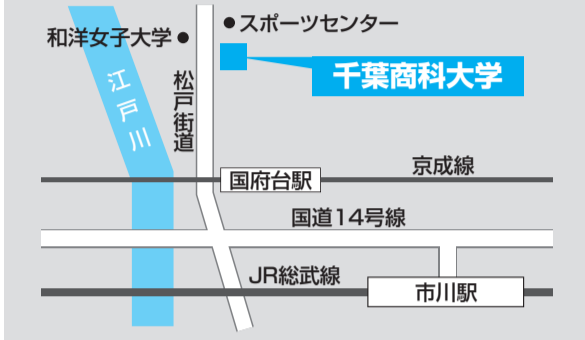 スポーツセンター
和洋女子大学
千葉商科大学
江戸川
松戸街道
京成線
国府台駅
国道14号線
JR総武線
市川駅